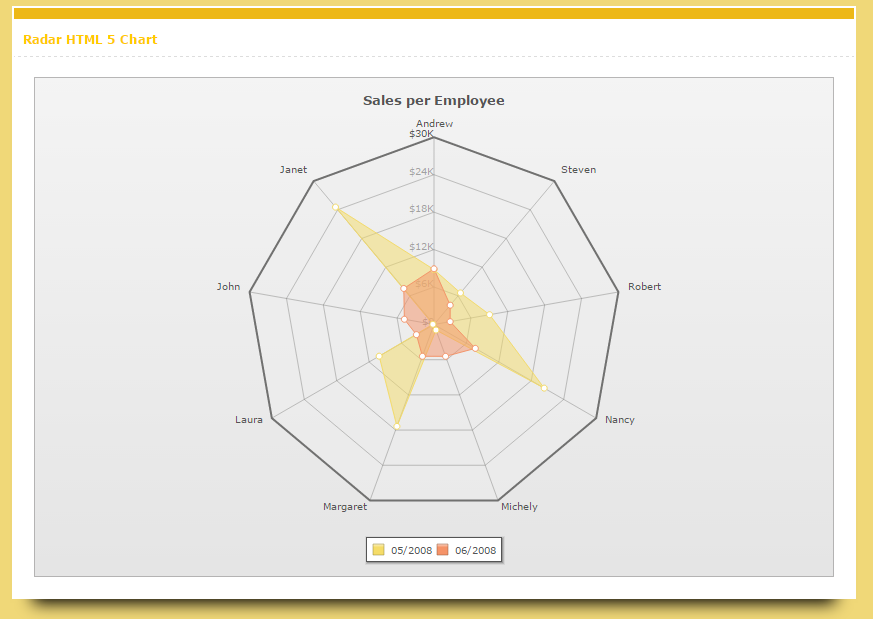 Radar HTML 5 Chart
Sales per Employee
Andrew
$30K
Janet
Steven
$24K
$18K
$12K
John
Robert
$6K
Laura
Nancy
Margaret
Michely
05/2008 06/2008